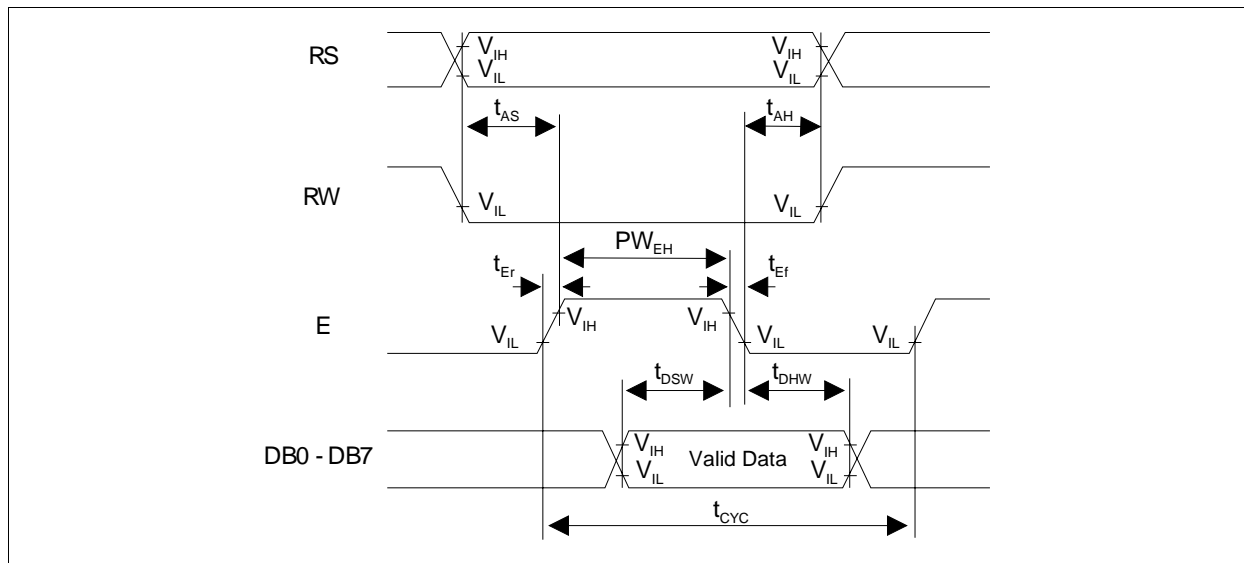 RS
V_IH
V_IH
V_IL
V_IL
t_AS
t_AH
RW
V_IL
V_IL
PW_EH
t_Er
t_Ef
E
V_IH
V_IH
V_IL
V_IL
V_IL
t_DSW
t_DHW
DB0 - DB7
V_IH
V_IH
Valid Data
V_IL
V_IL
t_CYC